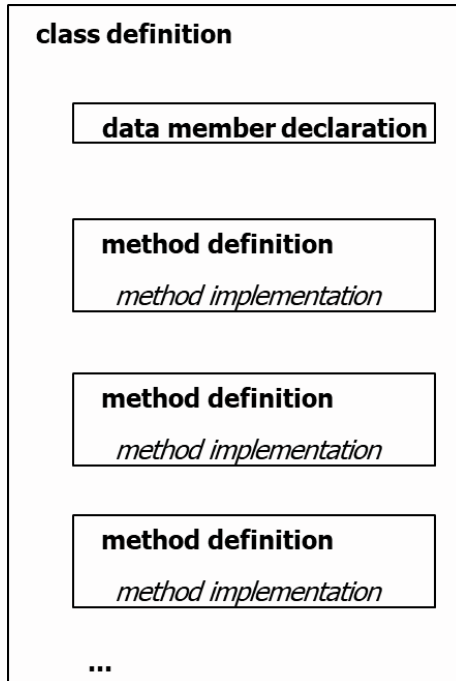 class definition
data member declaration
method definition
method implementation
method definition
method implementation
method definition
method implementation
...